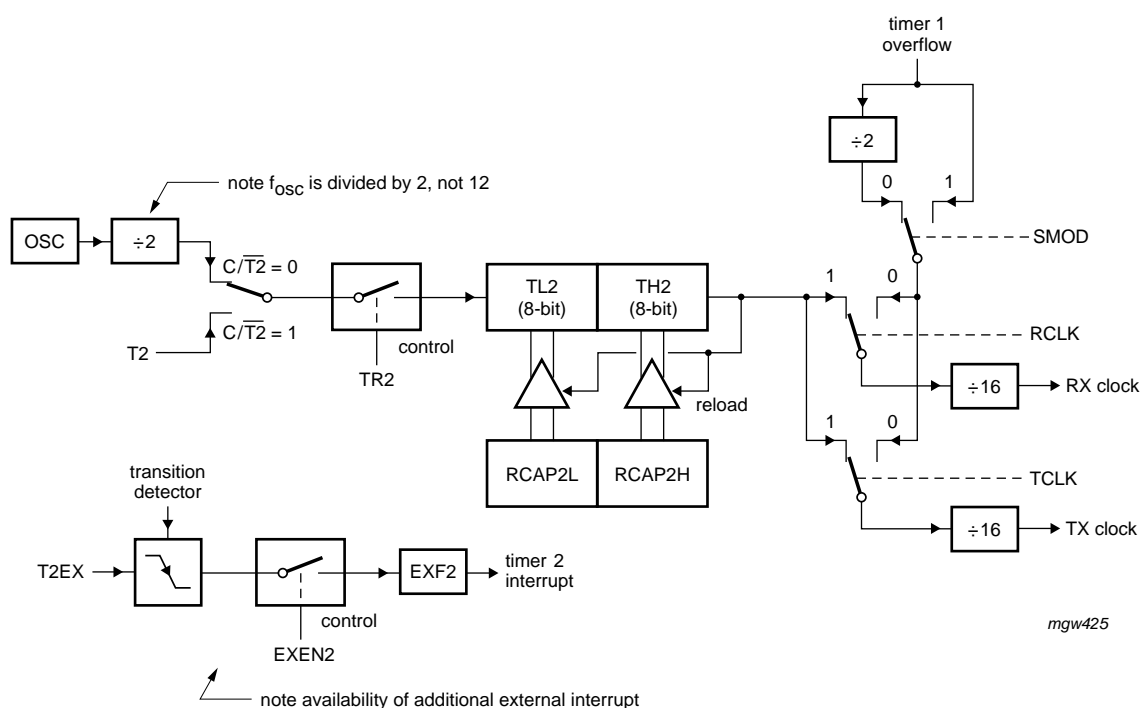 timer 1
overflow
÷2
note fosc is divided by 2, not 12
0
1
OSC
÷2
C/T̅2̅ = 0
SMOD
TL2
(8-bit)
TH2
(8-bit)
1
0
C/T̅2̅ = 1
T2
control
TR2
RCLK
reload
÷16
RX clock
1
0
RCAP2L
RCAP2H
transition
detector
TCLK
÷16
TX clock
T2EX
EXF2
timer 2
interrupt
control
EXEN2
mgw425
note availability of additional external interrupt